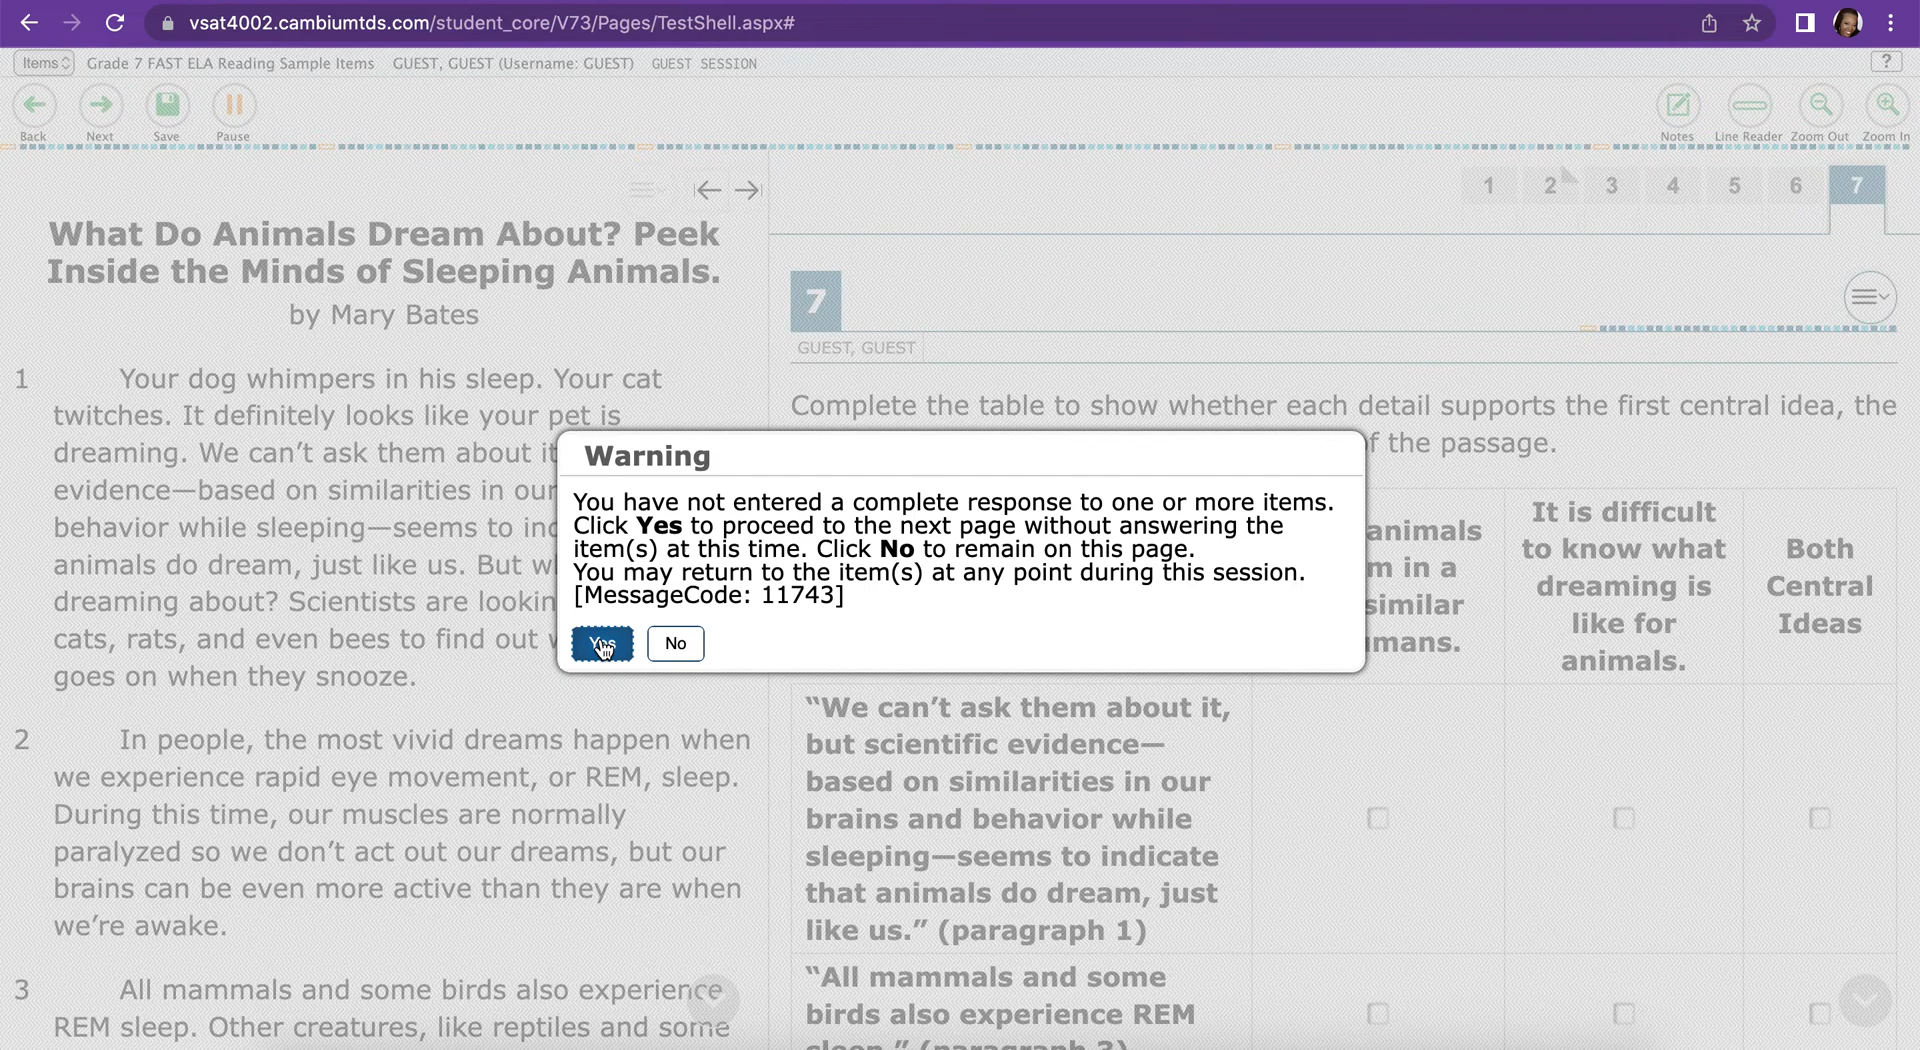 vsat4002.cambiumtds.com/student_core/V73/Pages/TestShell.aspx#
Items Grade 7 FAST ELA Reading Sample Items GUEST, GUEST (Username: GUEST) GUEST SESSION ?
Back Next Save Pause Notes Line Reader Zoom Out Zoom In
1 2 3 4 5 6 7
What Do Animals Dream About? Peek
Inside the Minds of Sleeping Animals.
by Mary Bates
1 Your dog whimpers in his sleep. Your cat
twitches. It definitely looks like your pet is
dreaming. We can’t ask them about it
evidence—based on similarities in our
behavior while sleeping—seems to
animals do dream, just like us. But
dreaming about? Scientists are
cats, rats, and even bees to find out
goes on when they snooze.
2 In people, the most vivid dreams happen when
we experience rapid eye movement, or REM, sleep.
During this time, our muscles are normally
paralyzed so we don’t act out our dreams, but our
brains can be even more active than they are when
we’re awake.
3 All mammals and some birds also experience
REM sleep. Other creatures, like reptiles and some
7
GUEST, GUEST
Complete the table to show whether each detail supports the first central idea, the
of the passage.
Warning
You have not entered a complete response to one or more items.
Click Yes to proceed to the next page without answering the
item(s) at this time. Click No to remain on this page.
You may return to the item(s) at any point during this session.
[MessageCode: 11743]
Yes No
animals
in a
similar
It is difficult
to know what
dreaming is
like for
animals.
Both
Central
Ideas
“We can’t ask them about it,
but scientific evidence—
based on similarities in our
brains and behavior while
sleeping—seems to indicate
that animals do dream, just
like us.” (paragraph 1)
“All mammals and some
birds also experience REM
sleep.” (paragraph 3)